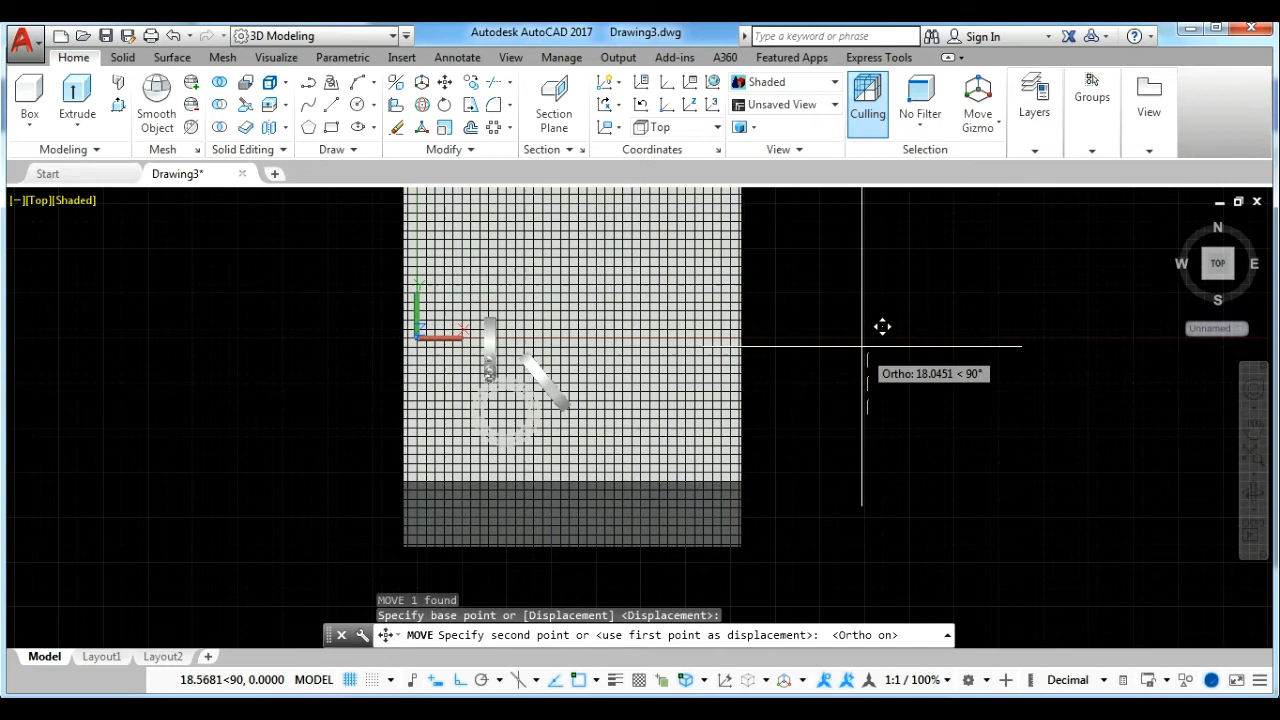 3D Modeling
Autodesk AutoCAD 2017 Drawing3.dwg
Type a keyword or phrase
Sign In
Home Solid Surface Mesh Visualize Parametric Insert Annotate View Manage Output Add-ins A360 Featured Apps Express Tools
Box
Extrude
Smooth
Object
Section
Plane
Top
Shaded
Unsaved View
Culling
No Filter
Move
Gizmo
Layers
Groups
View
Modeling
Mesh
Solid Editing
Draw
Modify
Section
Coordinates
View
Selection
Start
Drawing3*
[−][Top][Shaded]
N
W
TOP
E
S
Unnamed
X
Ortho: 18.0451 < 90°
MOVE 1 found
Specify base point or [Displacement] <Displacement>:
MOVE Specify second point or <use first point as displacement>: <Ortho on>
Model Layout1 Layout2
18.5681<90, 0.0000 MODEL
1:1 / 100%
Decimal